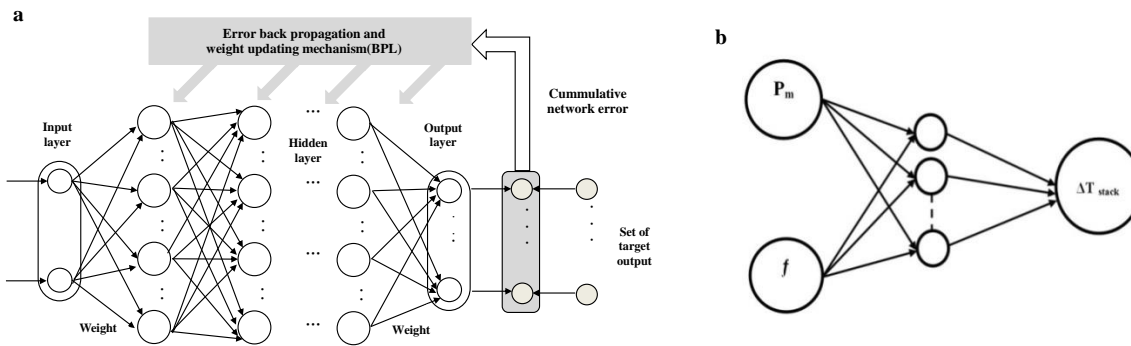 a
Error back propagation and
weight updating mechanism(BPL)
Cummulative
network error
Input
layer
...
Hidden
layer
...
Output
layer
...
Set of
target
output
Weight
...
Weight
b
Pm
f
ΔT stack